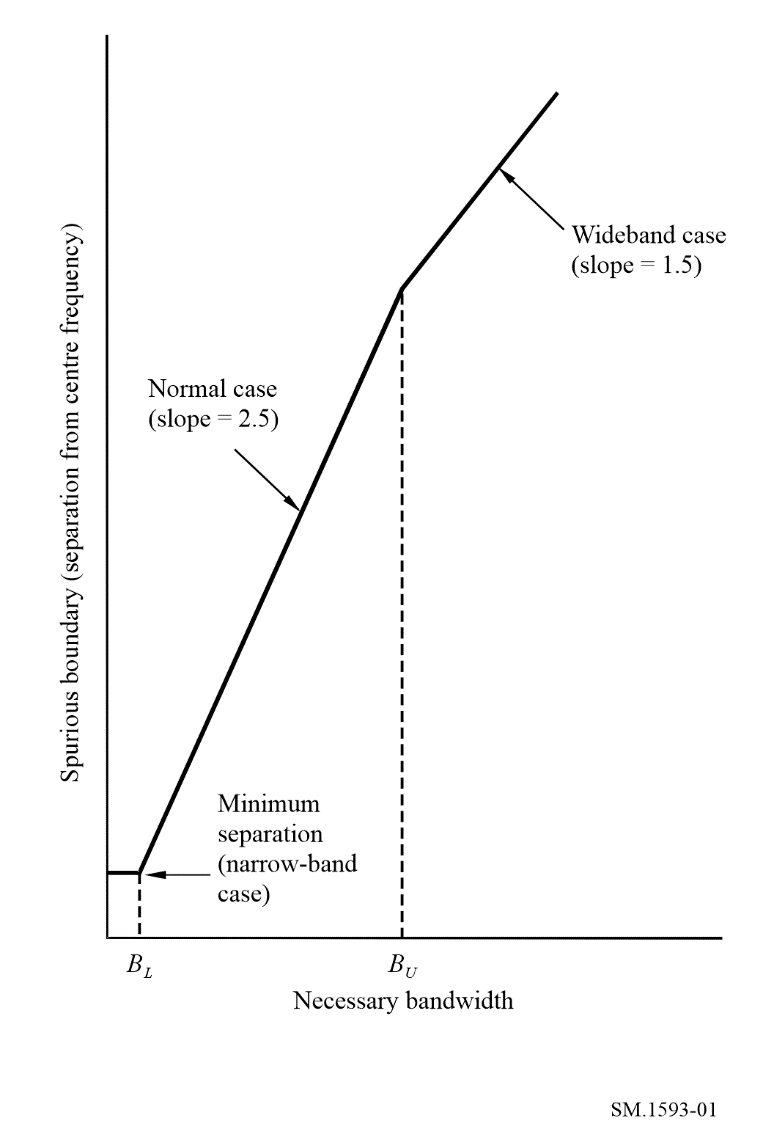 Wideband case
(slope = 1.5)
Normal case
(slope = 2.5)
Spurious boundary (separation from centre frequency)
Minimum
separation
(narrow-band
case)
B_L
B_U
Necessary bandwidth
SM.1593-01